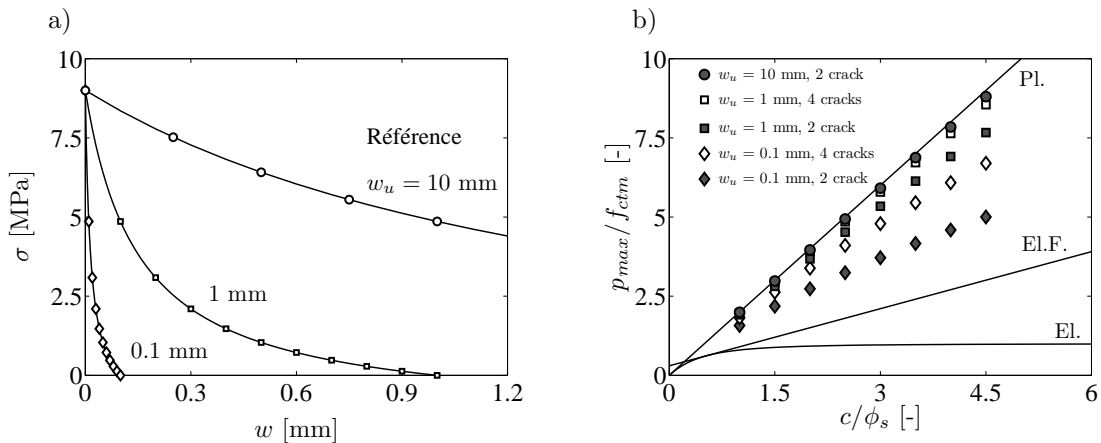 a)
10
7.5
5
2.5
0
σ [MPa]
Référence
w_u = 10 mm
1 mm
0.1 mm
0 0.3 0.6 0.9 1.2
w [mm]
b)
10
7.5
5
2.5
0
p_max/f_ctm [-]
w_u = 10 mm, 2 crack
w_u = 1 mm, 4 cracks
w_u = 1 mm, 2 crack
w_u = 0.1 mm, 4 cracks
w_u = 0.1 mm, 2 crack
Pl.
El.F.
El.
0 1.5 3 4.5 6
c/ϕ_s [-]